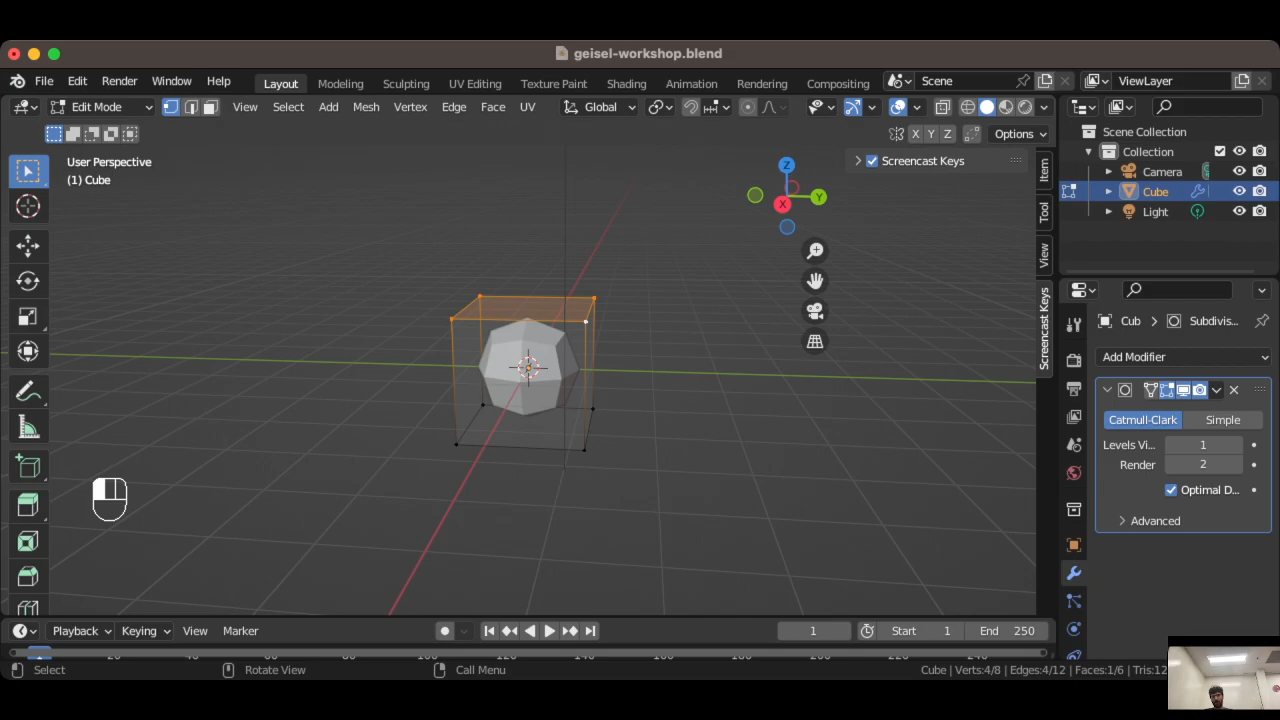 geisel-workshop.blend
File Edit Render Window Help Layout Modeling Sculpting UV Editing Texture Paint Shading Animation Rendering Compositing Scene ViewLayer
Edit Mode View Select Add Mesh Vertex Edge Face UV Global
X Y Z Options
User Perspective
(1) Cube
Screencast Keys
Z
Y
X
Item
Tool
View
Screencast Keys
Scene Collection
Collection
Camera
Cube
Light
Cub Subdivis...
Add Modifier
Catmull-Clark Simple
Levels Vi... 1
Render 2
Optimal D...
Advanced
Playback Keying View Marker 1 Start 1 End 250
Select Rotate View Call Menu Cube | Verts:4/8 | Edges:4/12 | Faces:1/6 | Tris:12